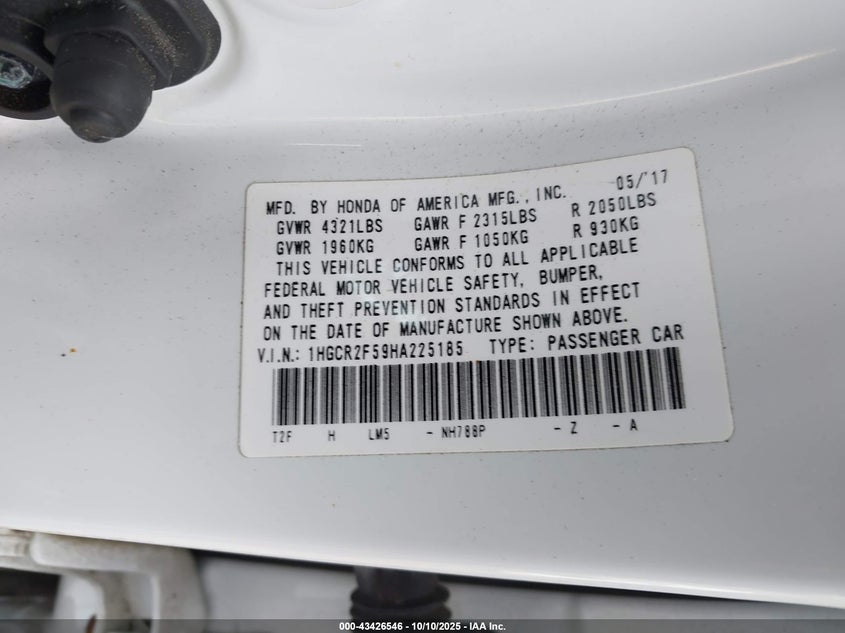 MFD. BY HONDA OF AMERICA MFG., INC. 05/'17
GVWR 4321LBS GAWR F 2315LBS R 2050LBS
GVWR 1960KG GAWR F 1050KG R 930KG
THIS VEHICLE CONFORMS TO ALL APPLICABLE
FEDERAL MOTOR VEHICLE SAFETY, BUMPER,
AND THEFT PREVENTION STANDARDS IN EFFECT
ON THE DATE OF MANUFACTURE SHOWN ABOVE.
V.I.N.: 1HGCR2F59HA225185 TYPE: PASSENGER CAR
T2F H LM5 - NH788P - Z - A
000-43426546 - 10/10/2025 - IAA Inc.